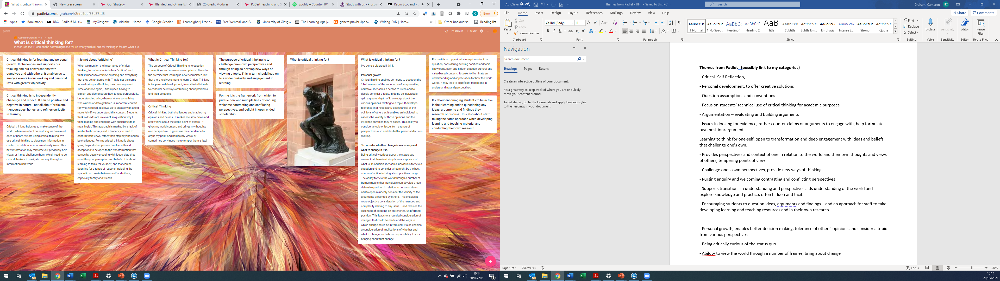 What is critical thinkin
New user screen
Our Strategy
Blended and Online Ed
20 Credit Modules
PgCert Teaching and S
Spotify – Country 101
Study with us - Prospe
Radio Scotland - L
padlet.com/c_graham4/2nre9qef53a87td8
Error
Apps
Bookmarks
BBC - Radio 6 Musi...
MyGlasgow
Aldinhe - Home
Google Scholar
Learnhigher | Free t...
Free Webmail and E...
University of Glasg...
The Learning Age |...
generalpraxis: Upda...
Writing-PAD | Hom...
Other bookmarks
Reading list
padlet
REMAKE
SHARE
Cameron Graham + 11 • 10m
What is critical thinking for?
Please use the '+' icon on the bottom right and tell us what you think critical thinking is for, not what it is.
Critical thinking is for learning and personal
growth. It challenges and supports our
thinking and our conversations with
ourselves and with others. It enables us to
analyse events in our working and personal
lives with greater objectivity.
Critical thinking is to independently
challenge and reflect. It can be positive and
negative in nature - not all about 'criticism'.
It encourages, hones, and refines curiosity
in learning.
Critical thinking helps us to make sense of the
world. When we reflect on anything we have read,
seen or heard, we are using critical thinking. We
use critical thinking to place new information in
context, in relation to what we already knew. This
new information may reinforce our previously held
views, or it may challenge them. We all need to be
critical thinkers to navigate our way through an
information rich world.
It is not about "criticising"
When we mention the importance of critical
thinking, too often students hear "critical" and
think it means to criticise anything and everything
that they do not agree with. That is not the same
as evaluating and building their own argument.
Time and time again, I find myself having to
explain and demonstrate how to read purposefully.
Understanding who, when or where something
was written or data gathered is important context
for what we read. It allows us to engage with a text
more fully if we understand this context. Students
think old texts are irrelevant so question why I
think reading and engaging with ancient texts is
meaningful. This approach is marked by a lack of
intellectual curiosity and a tendency to read to
confirm their views, rather than step beyond and to
be challenged. For me critical thinking is about
going beyond what you are familiar with and
accept and to be open to the transformation that
comes by deeply engaging with ideas, data that
unsettles your perception and beliefs. It is about
learning to think for yourself, and that can be
daunting for a range of reasons, including the
space it can create between self and others,
especially family and friends.
What is Critical Thinking for?
The purpose of Critical Thinking is to question
conventions and examine assumptions. Based on
the premise that learning is never completed, but
that there is always more to learn, Critical Thinking
is for personal development, to enable individuals
to consider new ways of thinking about problems
and their solutions.
Critical Thinking
Critical thinking both challenges and cradles my
opinions and beliefs. It makes me slow down and
really think about the stand-point of others. It
gives my world context, and brings my thoughts
into perspective. It gives me the confidence to
argue my point and hold to my views, or
sometimes convinces me to temper them a litte!
The purpose of critical thinking is to
challenge one's own perspectives and
through doing so develop new ways of
viewing a topic. This in turn should lead on
to a wider curiosity and engagement in
learning.
For me it is the framework from which to
pursue new and multiple lines of enquiry,
welcome contrasting and conflicting
perspectives, and delight in open ended
scholarship.
What is critical thinking for?
What is critical thinking for?
I've gone a bit broad I think.
Personal growth
Critical thinking enables someone to question the
'obviousness' of the superiority of any prevailing
narrative. It enables a person to listen and to
deeply consider a topic. In doing so individuals
gain a greater depth of knowledge about the
various opinions relating to a topic. It develops
tolerance (not necessarily acceptance) of the
opinions of others as it enables an individual to
assess the validity of those opinions and the
evidence on which they're based. This ability to
consider a topic or issue from a range of
perspectives also enables better personal decision
making.
To consider whether change is necessary and
what to change if it is.
Being critically curious about the status quo
means that there isn't simply an acceptance of
what is. In addition, it enables individuals to view a
situation and to consider what might be the best
course of action to bring about positive change.
The ability to view the world through a number of
frames means that individuals can develop a less
defensive position in relation to personal views
and to open-mindedly consider the validity of the
arguments presented by others. This enables a
more objective consideration of the nuances and
complexity relating to any issue – and reduces the
likelihood of adopting an entrenched, uninformed
position. This leads to a rounded consideration of
changes that could be made and the ways in
which change could be introduced. It also enables
a consideration of implications of whether and
what to change, and whose responsibility it is for
bringing about that change.
For me it is an opportunity to explore a topic or
question, considering existing codified and tacit
knowledge, seen and hidden practice, cultural and
value-based contexts. It seeks to illuminate an
understanding and appreciation for how the world
works. It may lead to significant transitions in
understanding and perspectives.
It's about encouraging students to be active
in their learning and to questioning any
ideas, arguments and findings they
research or discuss. It is also about staff
taking the same approach when developing
learning and teaching material and
conducting their own research.
10:14
20/05/2021
AutoSave Off
Themes from Padlet - UHI - Saved to this PC
Search
Graham, Cameron GC
File Home Insert Design Layout References Mailings Review View Help
Share Comments
Paste
Cut
Copy
Format Painter
Clipboard
Calibri (Body) 11
Font
Paragraph
AaBbCcDc AaBbCcDc AaBbCc AaBbCcE AaB AaBbCcD AaBbCcDc AaBbCcDc AaBbCcDc AaBbCcDc AaBbCcDc
¶ Normal ¶ No Spac... Heading 1 Heading 2 Title Subtitle Subtle Em... Emphasis Intense E... Strong Quote
Styles
Find
Replace
Select
Editing
Dictate
Voice
Sensitivity
Sensitivity
Editor
Editor
Reuse
Files
Reuse Files
Navigation
Search document
Headings Pages Results
Create an interactive outline of your document.
It's a great way to keep track of where you are or quickly
move your content around.
To get started, go to the Home tab and apply Heading styles
to the headings in your document.
Themes from Padlet (possibly link to my categories)
- Critical- Self Reflection,
- Personal development, to offer creative solutions
- Question assumptions and conventions
- Focus on students' technical use of critical thinking for academic purposes
- Argumentation – evaluating and building arguments
- Issues in looking for evidence, rather counter-claims or arguments to engage with, help formulate
own position/argument
Learning to think for one-self, open to transformation and deep engagement with ideas and beliefs
that challenge one's own.
- Provides perspectives and context of one in relation to the world and their own thoughts and views
of others, tempering points of view
- Challenge one's own perspectives, provide new ways of thinking
- Pursing enquiry and welcoming contrasting and conflicting perspectives
- Supports transitions in understanding and perspectives aids understanding of the world and
explore knowledge and practice, often hidden and tacit.
- Encouraging students to question ideas, arguments and findings – and an approach for staff to take
developing learning and teaching resources and in their own research
- Personal growth, enables better decision making, tolerance of others' opinions and consider a topic
from various perspectives
- Being critically curious of the status quo
- Abiluty to view the world through a number of frames, bring about change
Page 1 of 1 208 words
Focus
120%
10:14
20/05/2021